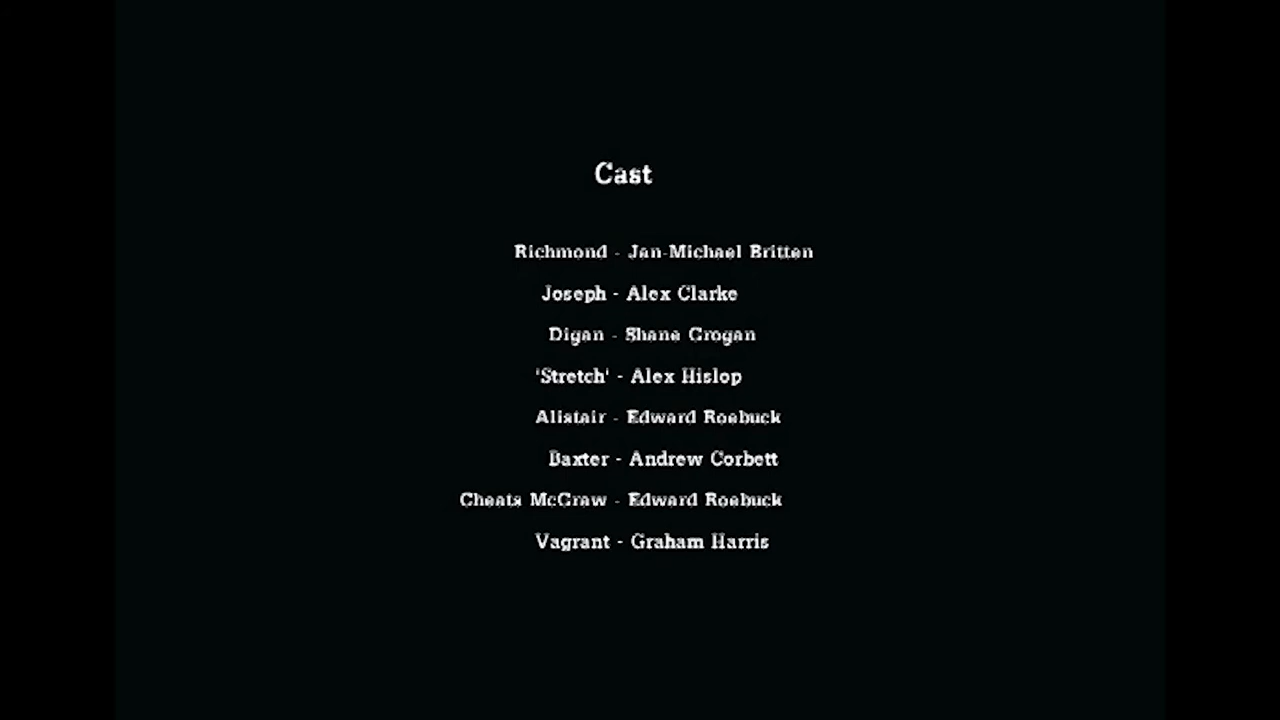 Cast
Richmond - Jan-Michael Britten
Joseph - Alex Clarke
Digan - Shane Grogan
'Stretch' - Alex Hislop
Alistair - Edward Roebuck
Baxter - Andrew Corbett
Cheats McGraw - Edward Roebuck
Vagrant - Graham Harris